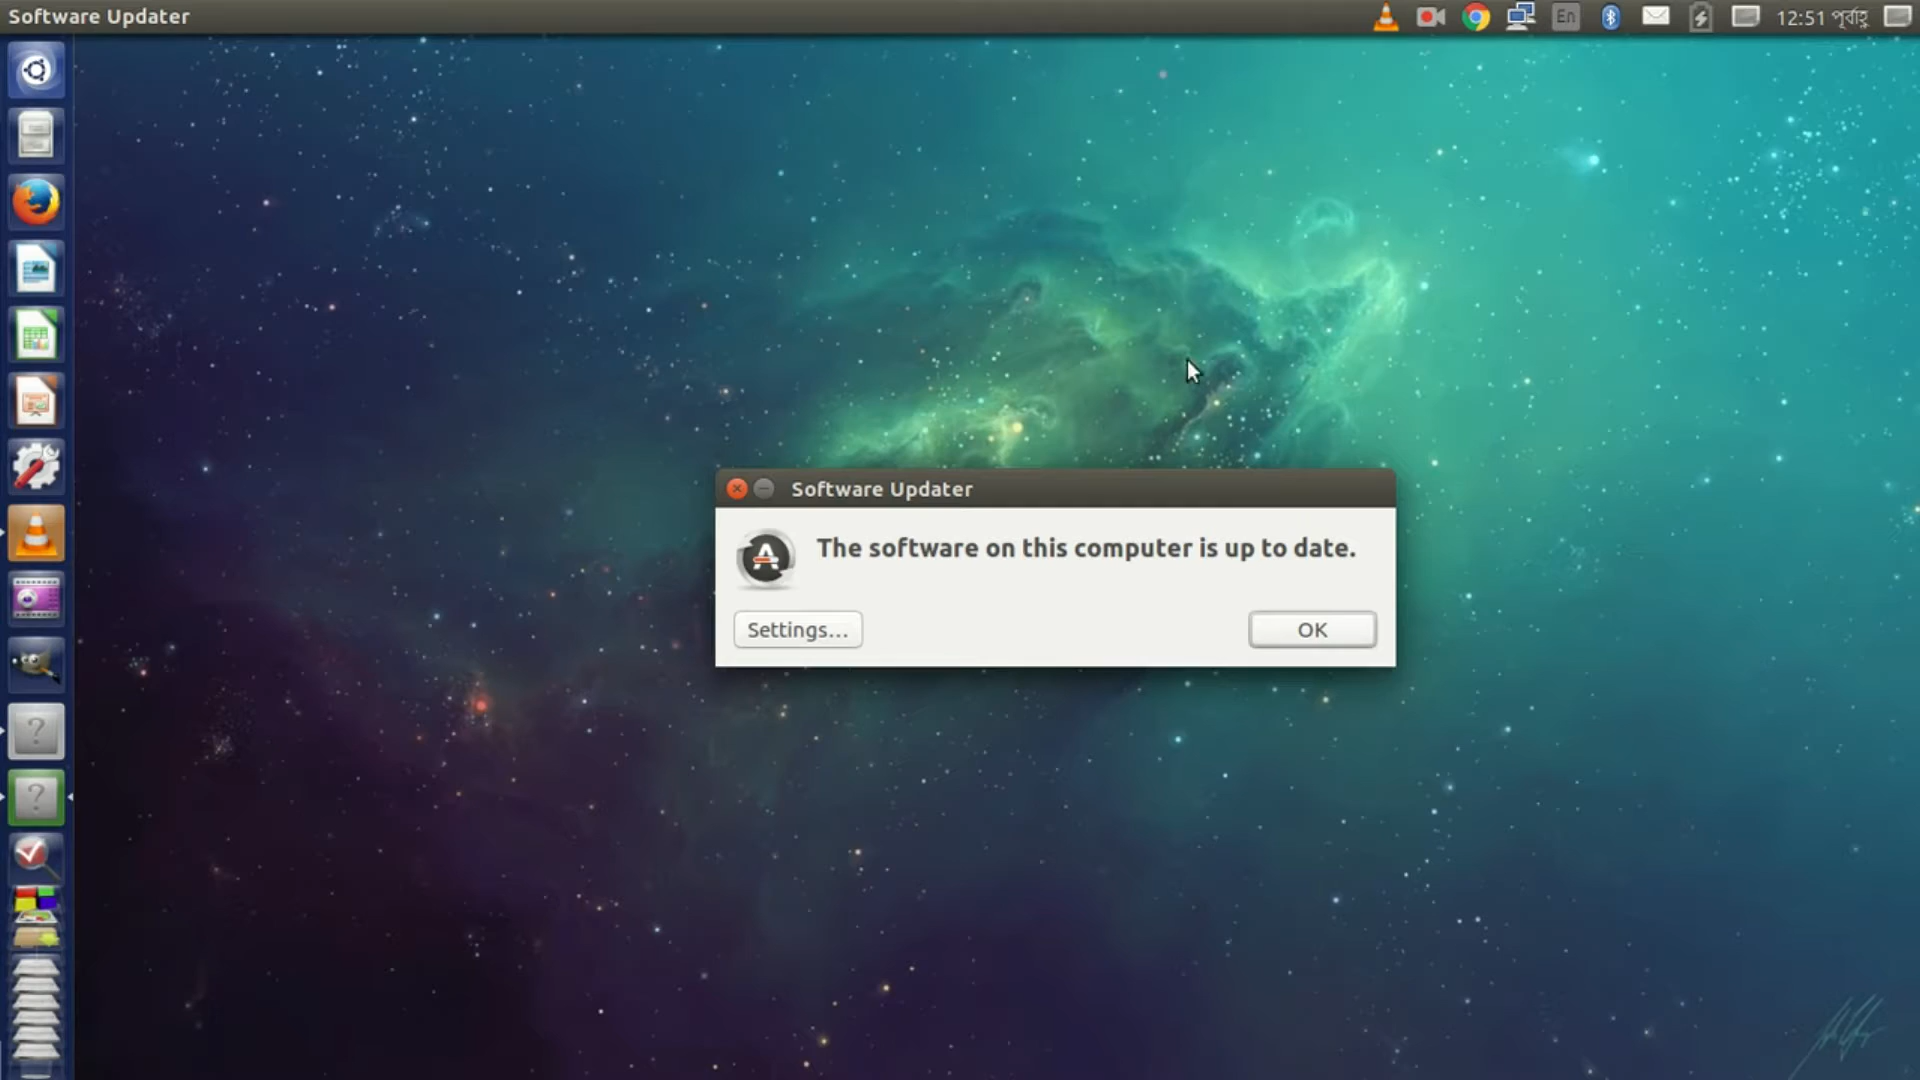 Software Updater
En
12:51 পূর্বাহ্ণ
Software Updater
The software on this computer is up to date.
Settings...
OK